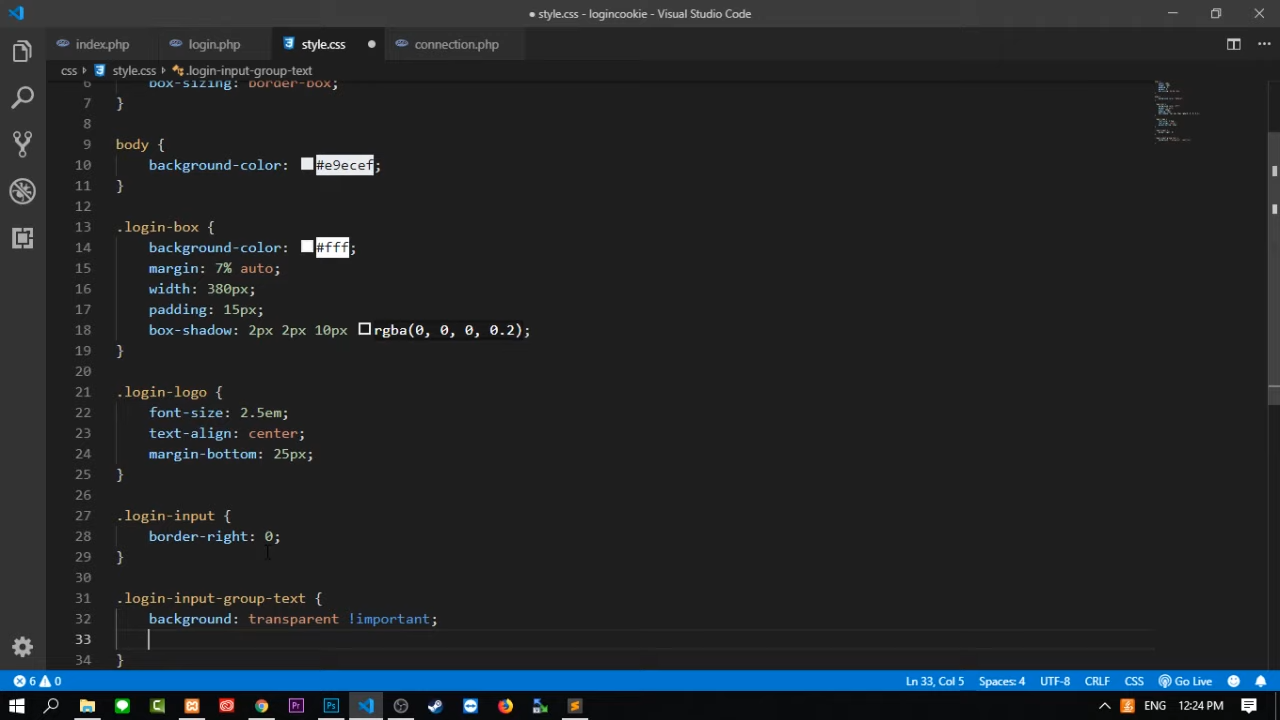 ● style.css - logincookie - Visual Studio Code
index.php login.php style.css ● connection.php
css > style.css > .login-input-group-text
6 box-sizing: border-box;
7 }
8
9 body {
10 background-color: #e9ecef;
11 }
12
13 .login-box {
14 background-color: #fff;
15 margin: 7% auto;
16 width: 380px;
17 padding: 15px;
18 box-shadow: 2px 2px 10px rgba(0, 0, 0, 0.2);
19 }
20
21 .login-logo {
22 font-size: 2.5em;
23 text-align: center;
24 margin-bottom: 25px;
25 }
26
27 .login-input {
28 border-right: 0;
29 }
30
31 .login-input-group-text {
32 background: transparent !important;
33
34 }
6 0 Ln 33, Col 5 Spaces: 4 UTF-8 CRLF CSS Go Live
ENG 12:24 PM